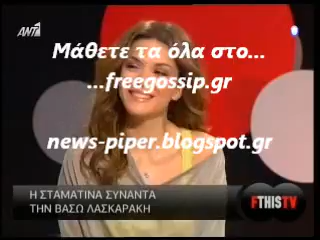 ANT1
Μάθετε τα όλα στο...
...freegossip.gr
news-piper.blogspot.gr
Η ΣΤΑΜΑΤΙΝΑ ΣΥΝΑΝΤΑ
ΤΗΝ ΒΑΣΩ ΛΑΣΚΑΡΑΚΗ
FTHISTV